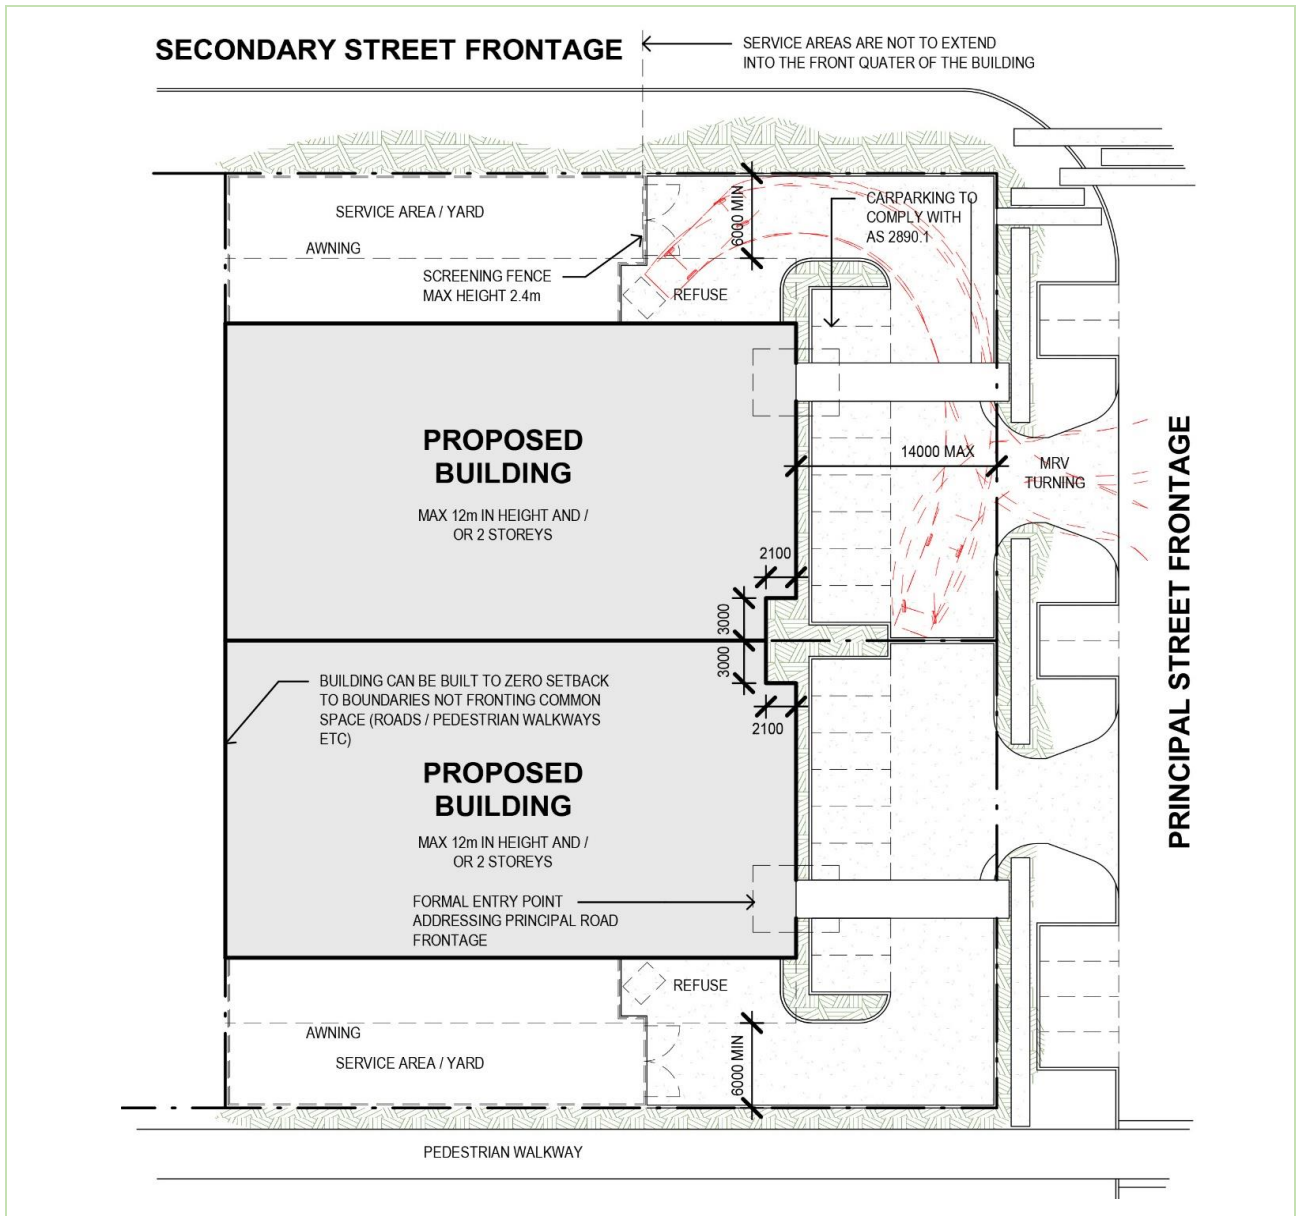 SECONDARY STREET FRONTAGE
SERVICE AREAS ARE NOT TO EXTEND
INTO THE FRONT QUATER OF THE BUILDING
SERVICE AREA / YARD
AWNING
SCREENING FENCE
MAX HEIGHT 2.4m
REFUSE
6000 MIN
CARPARKING TO
COMPLY WITH
AS 2890.1
PROPOSED
BUILDING
MAX 12m IN HEIGHT AND /
OR 2 STOREYS
14000 MAX
MRV
TURNING
PRINCIPAL STREET FRONTAGE
2100
3000
3000
2100
BUILDING CAN BE BUILT TO ZERO SETBACK
TO BOUNDARIES NOT FRONTING COMMON
SPACE (ROADS / PEDESTRIAN WALKWAYS
ETC)
PROPOSED
BUILDING
MAX 12m IN HEIGHT AND /
OR 2 STOREYS
FORMAL ENTRY POINT
ADDRESSING PRINCIPAL ROAD
FRONTAGE
REFUSE
AWNING
SERVICE AREA / YARD
6000 MIN
PEDESTRIAN WALKWAY